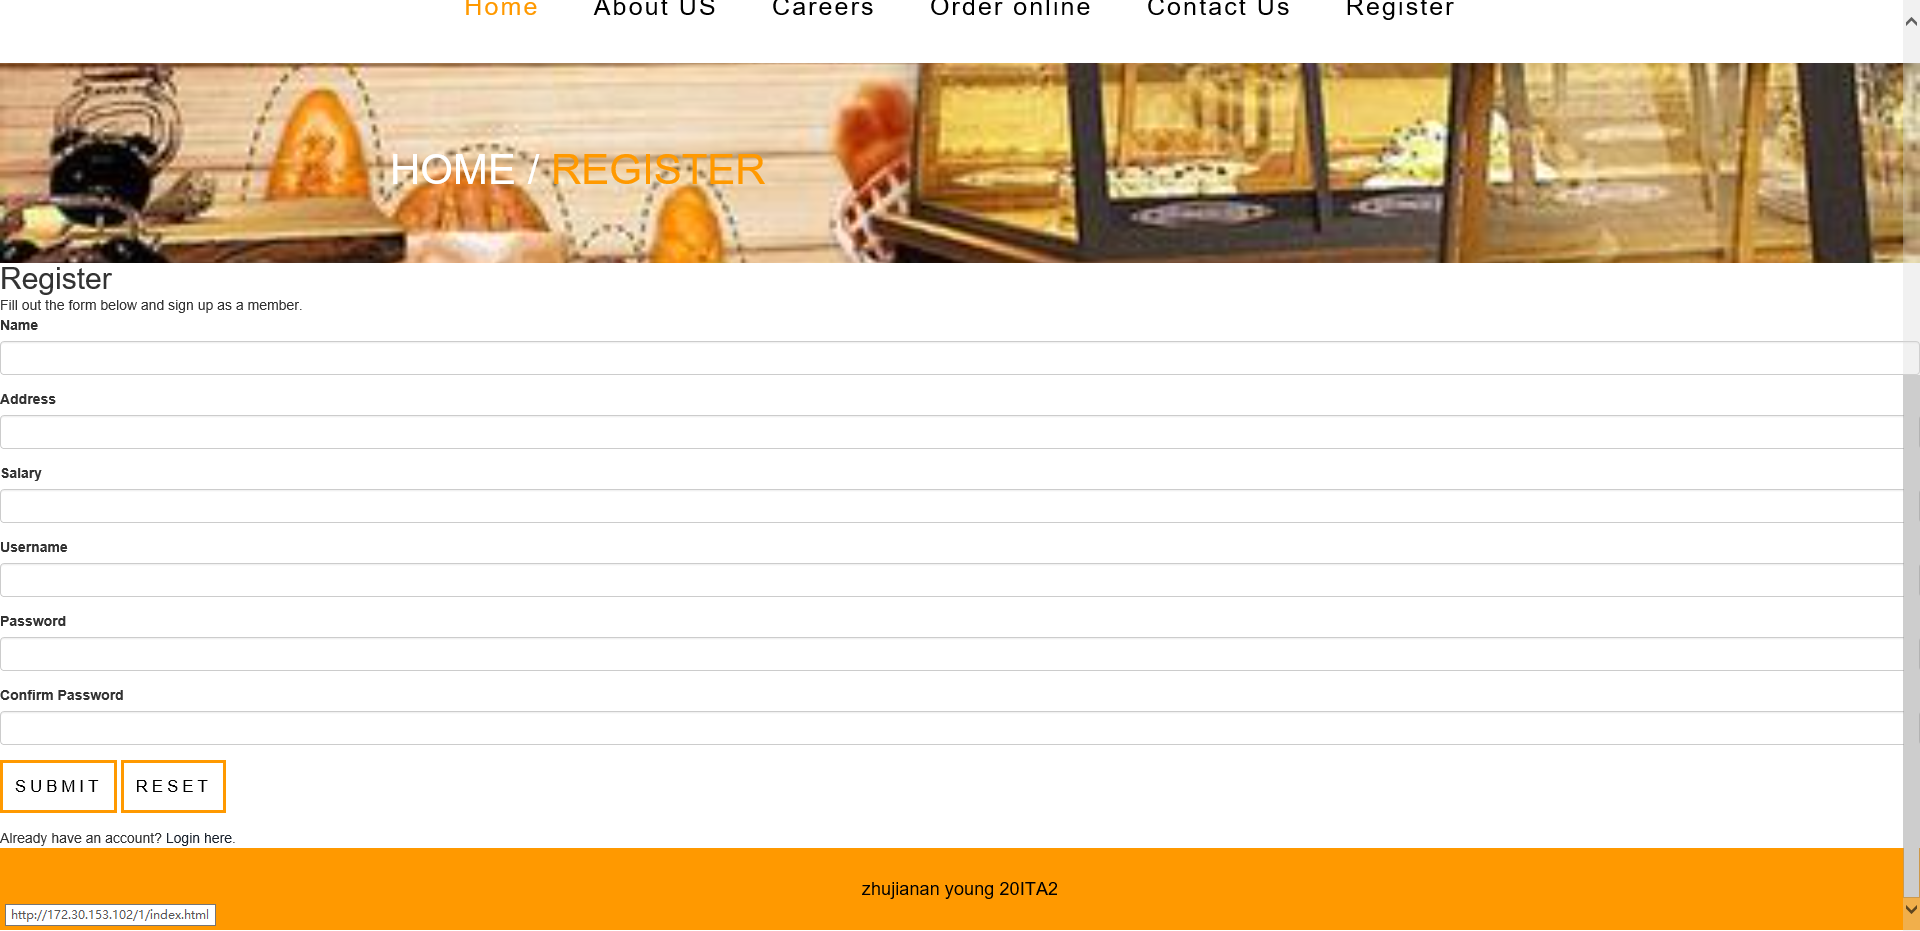 Home About US Careers Order online Contact Us Register
HOME / REGISTER
Register
Fill out the form below and sign up as a member.
Name
Address
Salary
Username
Password
Confirm Password
SUBMIT RESET
Already have an account? Login here.
zhujianan young 20ITA2
http://172.30.153.102/1/index.html